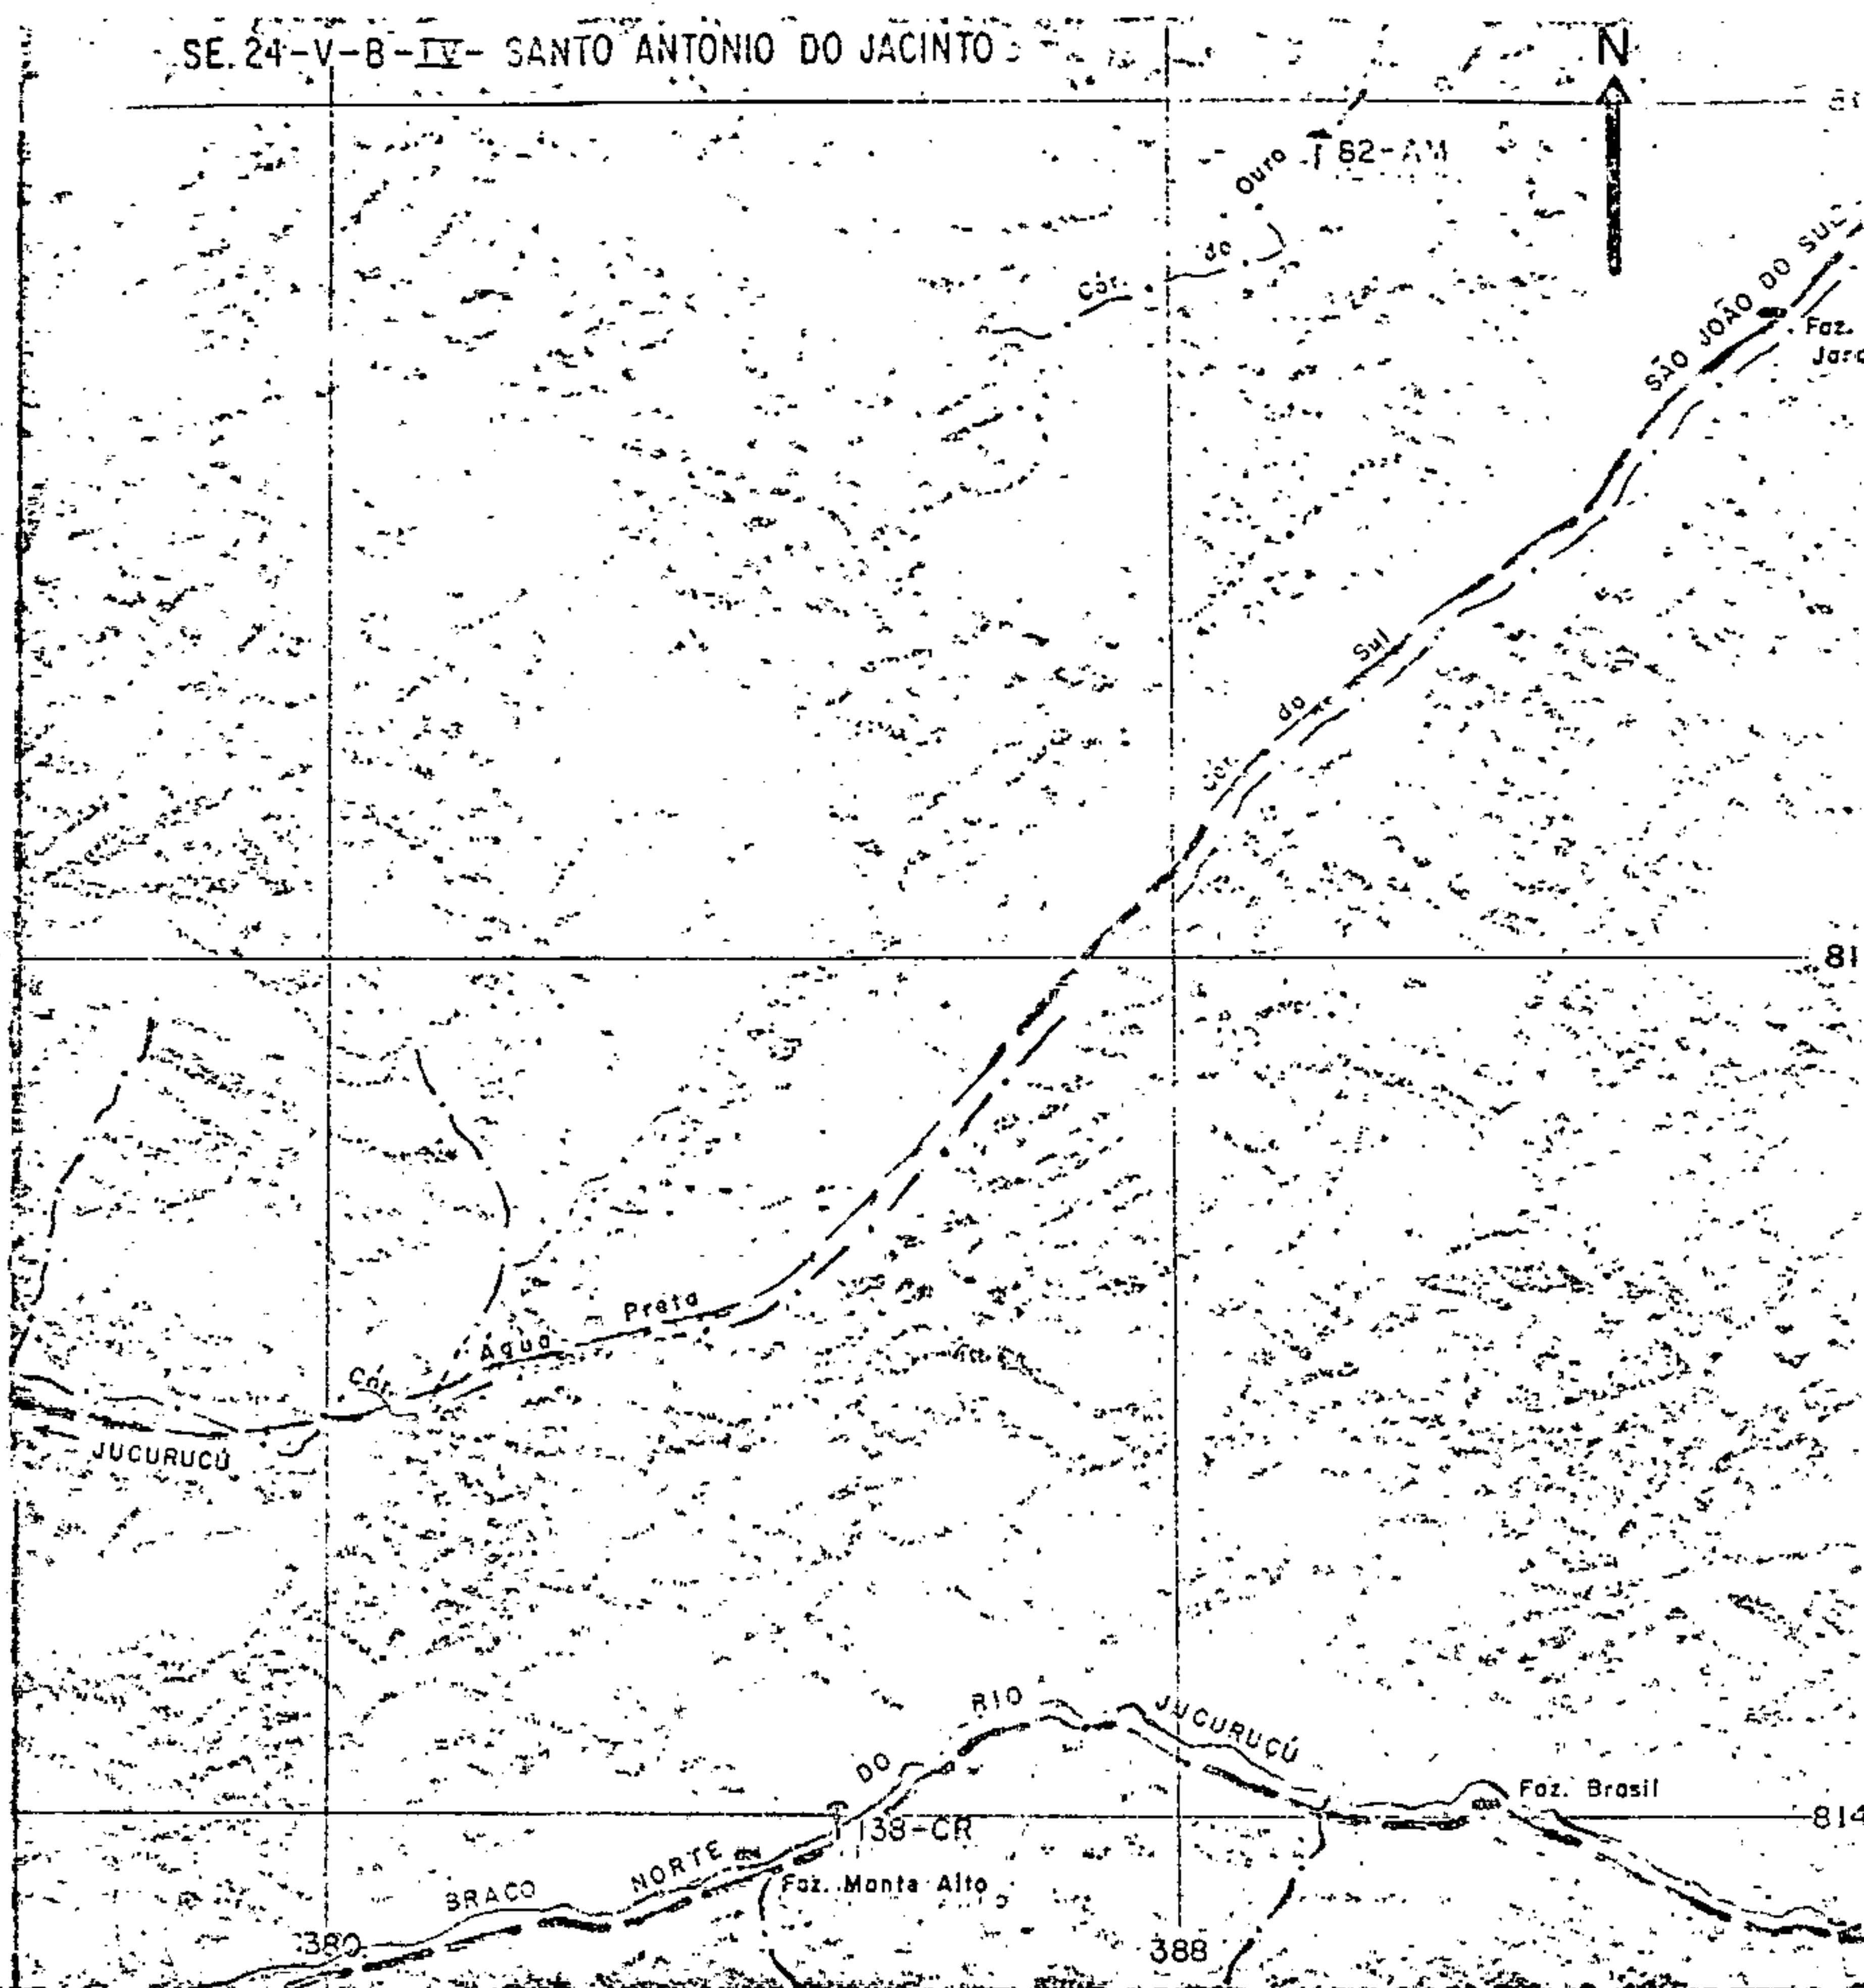 SE.24-V-B-IV- SANTO ANTONIO DO JACINTO
N
81
82-AM
Cór. do Ouro
SÃO JOÃO DO SUL
Faz.
Jara
Cór. do Sul
81
Cór. Água Preta
JUCURUCÚ
BRACO NORTE DO RIO JUCURUÇÚ
Faz. Brasil
814
138-CR
Faz. Monte Alto
380
388